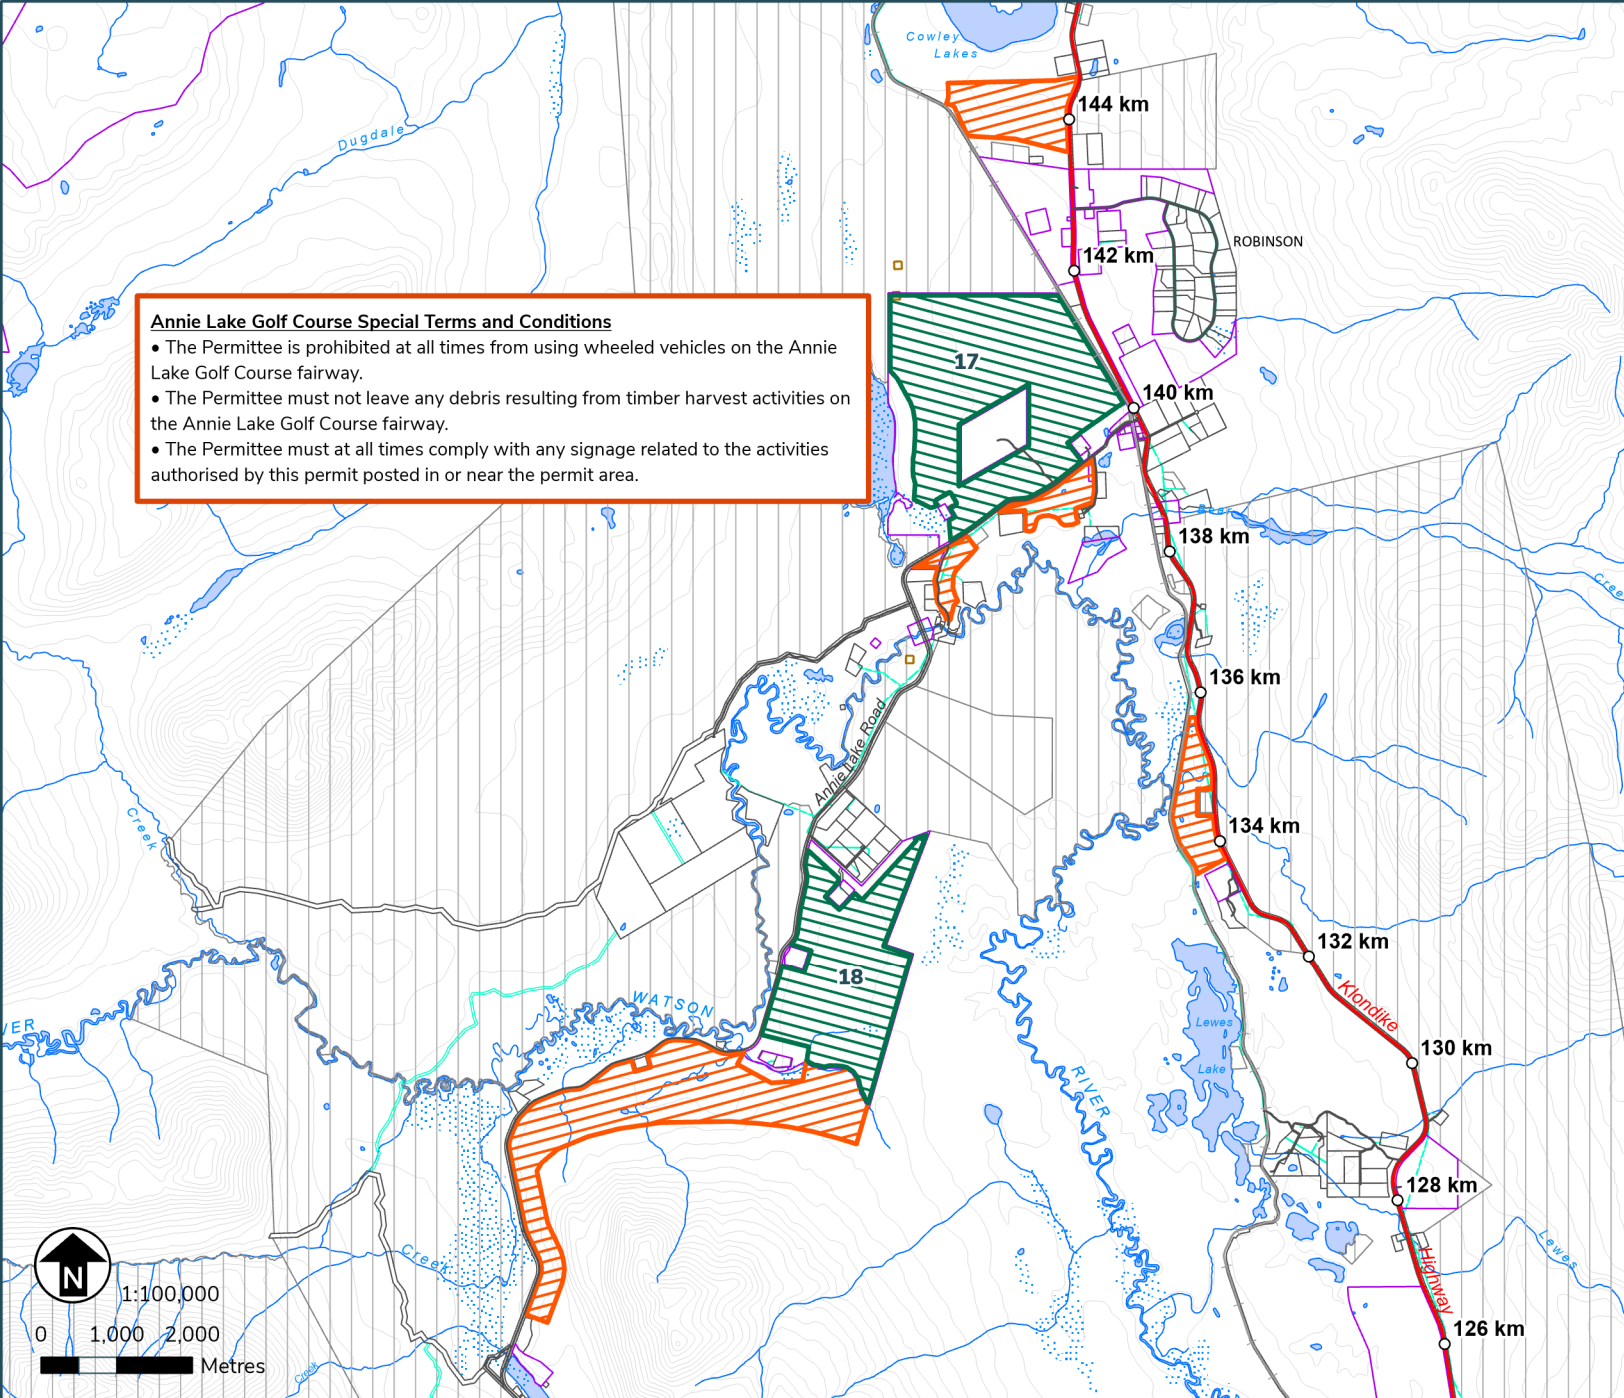 Cowley
Lakes
144 km
Dugdale
ROBINSON
142 km
Annie Lake Golf Course Special Terms and Conditions
• The Permittee is prohibited at all times from using wheeled vehicles on the Annie
Lake Golf Course fairway.
• The Permittee must not leave any debris resulting from timber harvest activities on
the Annie Lake Golf Course fairway.
• The Permittee must at all times comply with any signage related to the activities
authorised by this permit posted in or near the permit area.
17
140 km
Bear
138 km
Cree
136 km
Annie Lake Road
Creek
134 km
132 km
18
Klondike
WATSON
VER
Lewes
Lake
130 km
RIVER
128 km
Creek
Lewes
Highway
N
1:100,000
0 1,000 2,000
Metres
126 km
Creek